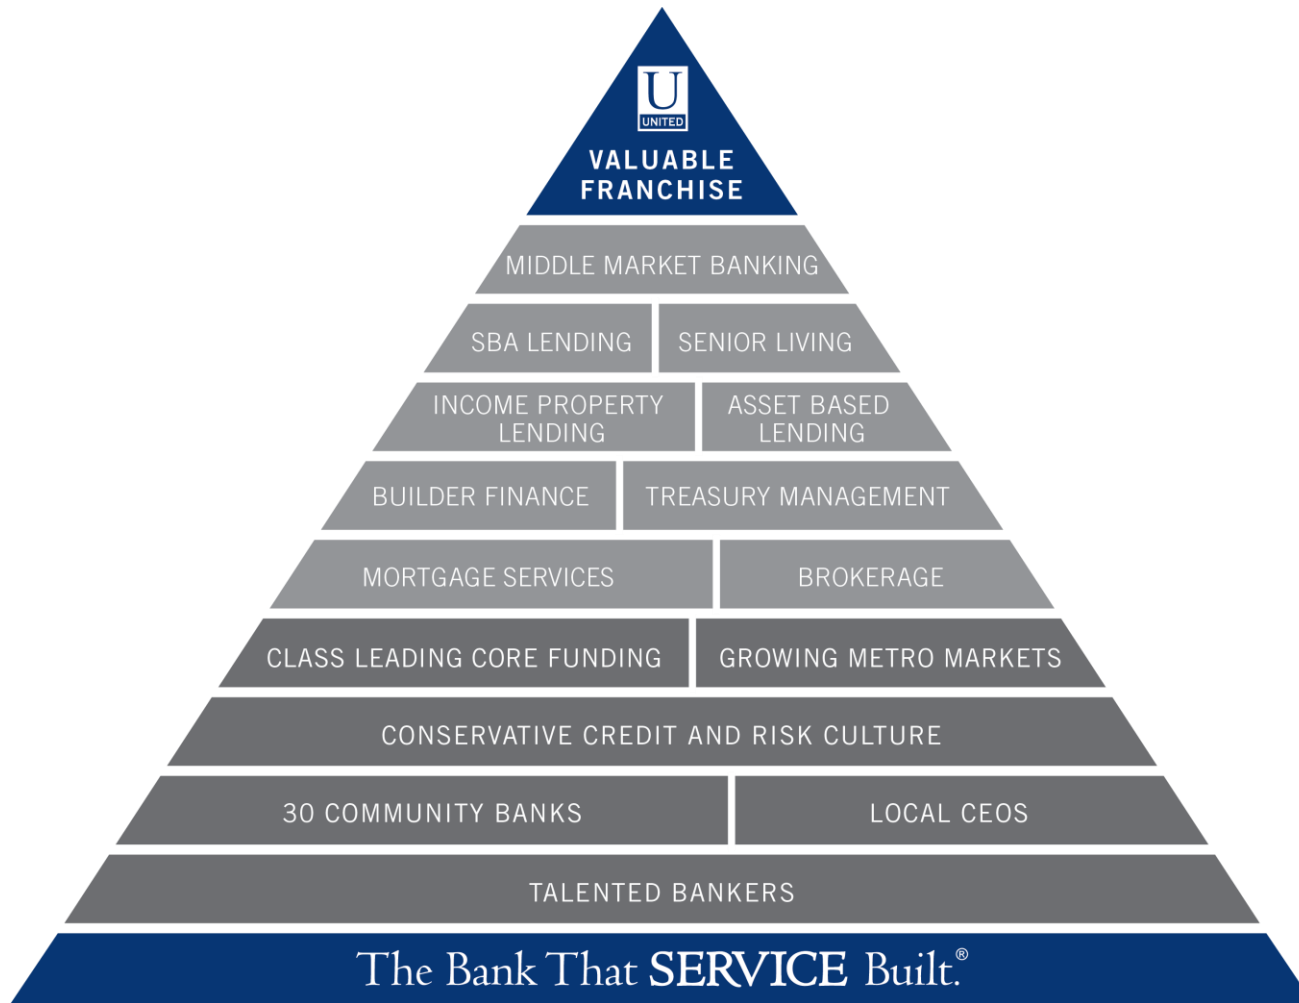 U
UNITED
VALUABLE
FRANCHISE
MIDDLE MARKET BANKING
SBA LENDING
SENIOR LIVING
INCOME PROPERTY
LENDING
ASSET BASED
LENDING
BUILDER FINANCE
TREASURY MANAGEMENT
MORTGAGE SERVICES
BROKERAGE
CLASS LEADING CORE FUNDING
GROWING METRO MARKETS
CONSERVATIVE CREDIT AND RISK CULTURE
30 COMMUNITY BANKS
LOCAL CEOS
TALENTED BANKERS
The Bank That SERVICE Built.®